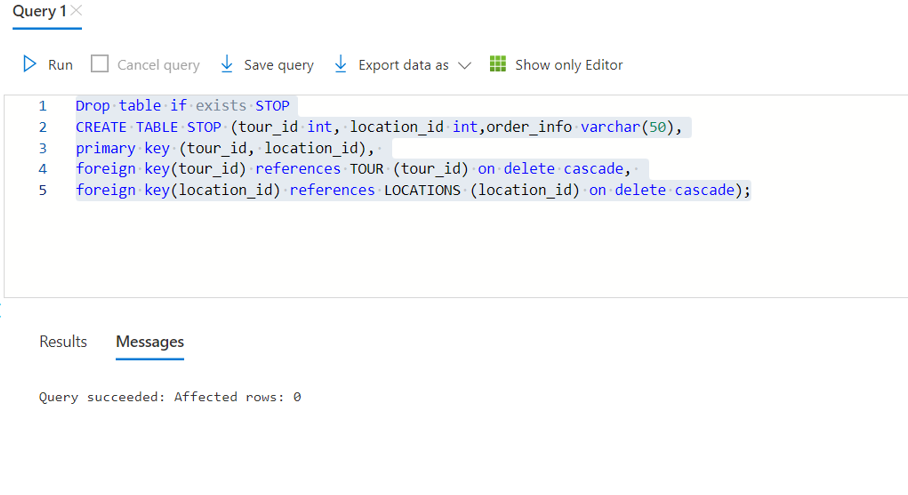 Query 1
Run Cancel query Save query Export data as Show only Editor
1 Drop table if exists STOP
2 CREATE TABLE STOP (tour_id int, location_id int,order_info varchar(50),
3 primary key (tour_id, location_id),
4 foreign key(tour_id) references TOUR (tour_id) on delete cascade,
5 foreign key(location_id) references LOCATIONS (location_id) on delete cascade);
Results Messages
Query succeeded: Affected rows: 0